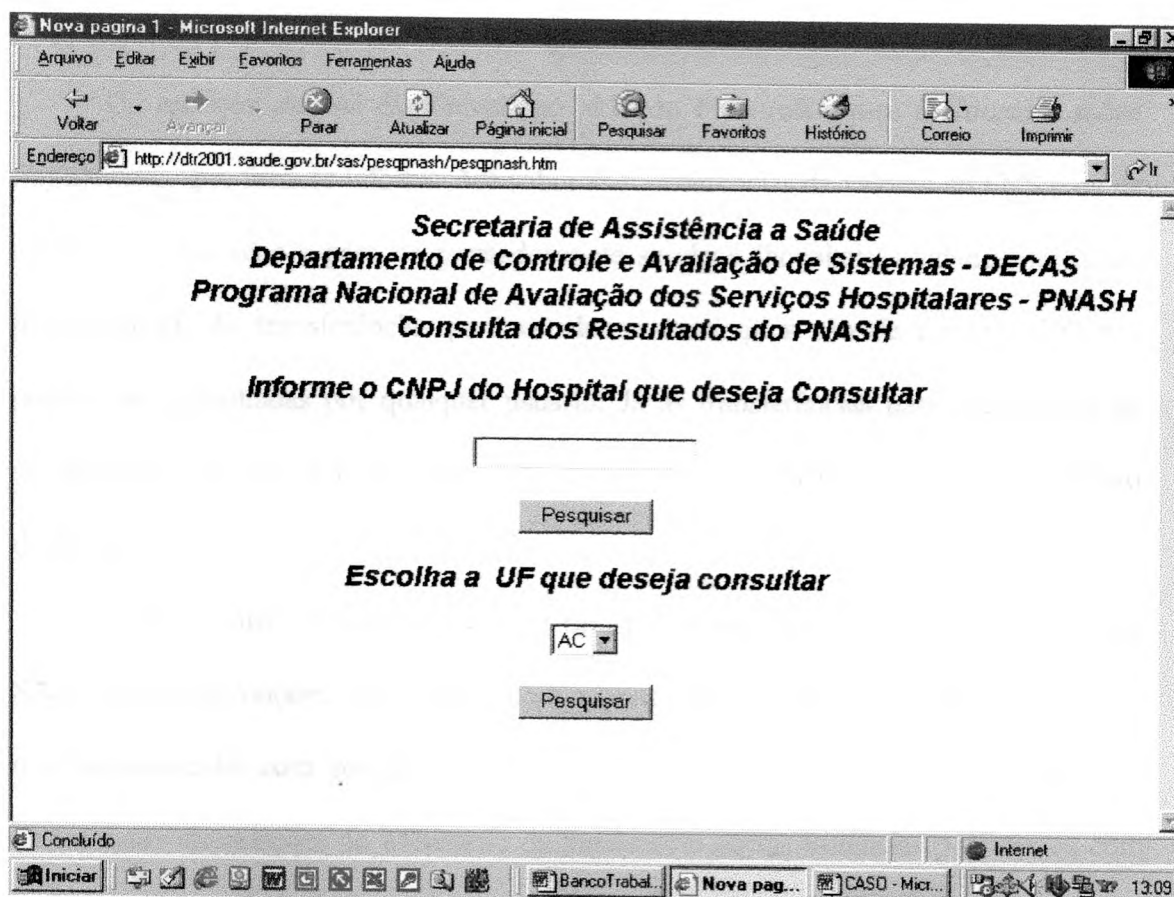 Nova pagina 1 - Microsoft Internet Explorer
Arquivo Editar Exibir Favoritos Ferramentas Ajuda
Voltar Avançar Parar Atualizar Página inicial Pesquisar Favoritos Histórico Correio Imprimir
Endereço http://dtr2001.saude.gov.br/sas/pesqpnash/pesqpnash.htm Ir
Secretaria de Assistência a Saúde
Departamento de Controle e Avaliação de Sistemas - DECAS
Programa Nacional de Avaliação dos Serviços Hospitalares - PNASH
Consulta dos Resultados do PNASH
Informe o CNPJ do Hospital que deseja Consultar
Pesquisar
Escolha a UF que deseja consultar
AC
Pesquisar
Concluído Internet
Iniciar BancoTrabal... Nova pag... CASO - Micr... 13:09